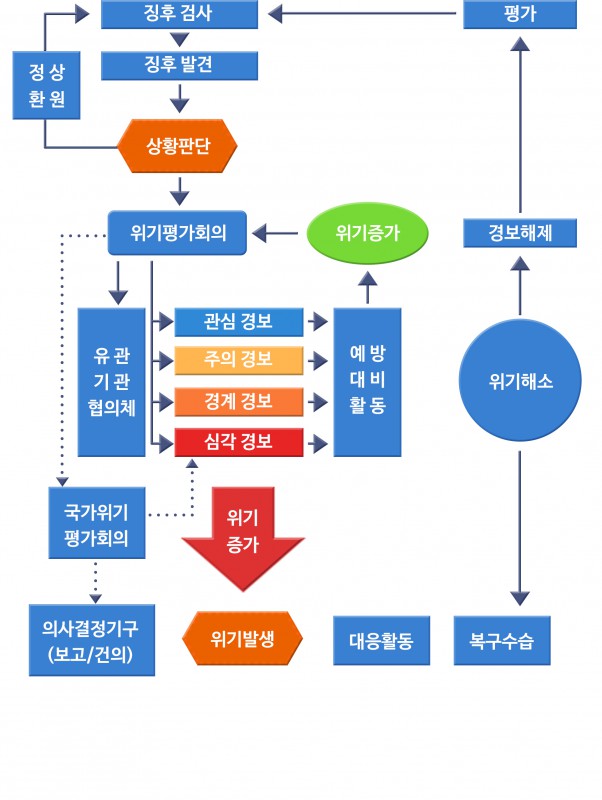 징후 검사
평가
정 상
환 원
징후 발견
상황판단
위기평가회의
위기증가
경보해제
유 관
기 관
협의체
관심 경보
주의 경보
경계 경보
심각 경보
예 방
대 비
활 동
위기해소
국가위기
평가회의
위기
증가
의사결정기구
(보고/건의)
위기발생
대응활동
복구수습